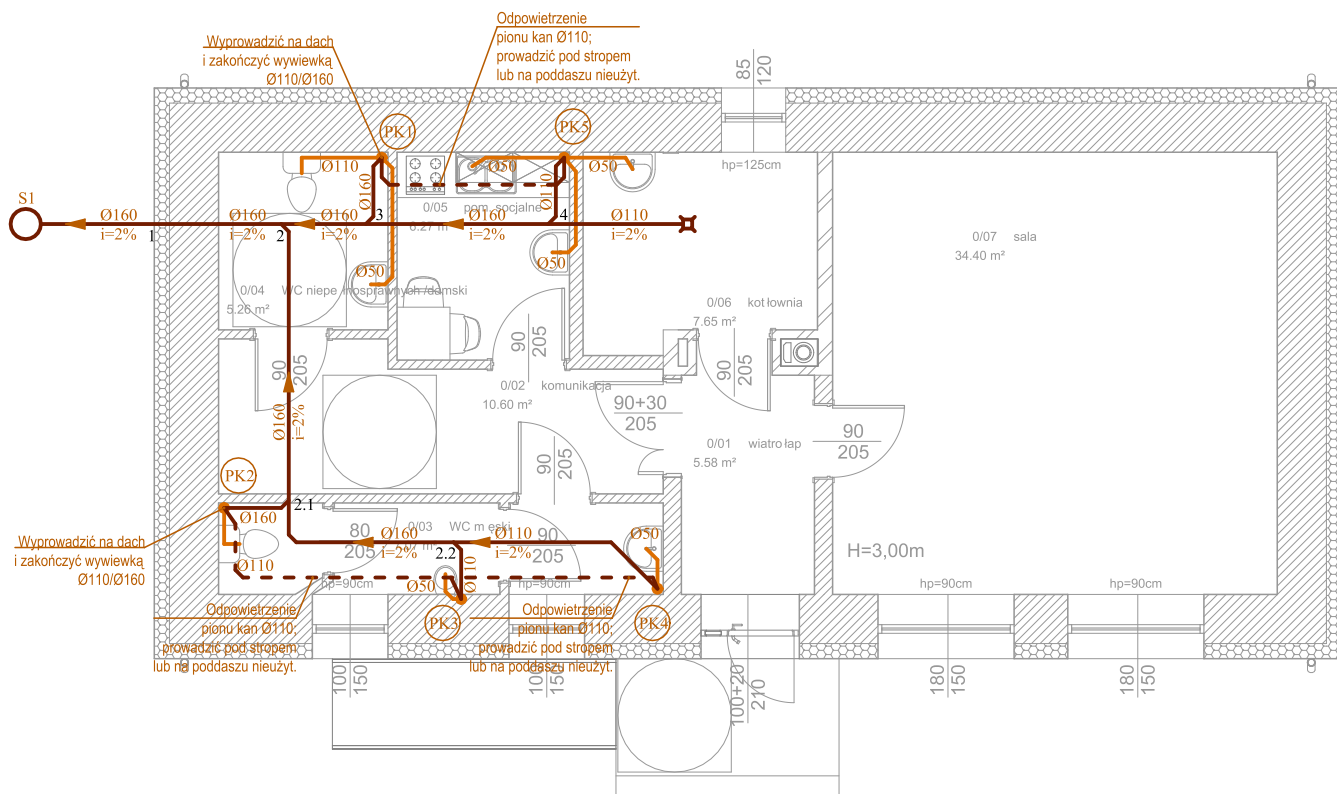 Odpowietrzenie
pionu kan Ø110;
prowadzić pod stropem
lub na poddaszu nieużyt.
Wyprowadzić na dach
i zakończyć wywiewką
Ø110/Ø160
85
120
PK1
PK5
hp=125cm
Ø110
Ø50
Ø50
Ø160
Ø110
S1
0/05 pom. socjalne
6.27 m²
Ø160
i=2%
1
Ø160
i=2%
2
Ø160
i=2%
3
Ø160
i=2%
4
Ø110
i=2%
0/07 sala
34.40 m²
Ø50
Ø50
0/04 WC niepe nosprawnych /damski
5.26 m²
0/06 kot łownia
7.65 m²
90
205
90
205
90
205
0/02 komunikacja
10.60 m²
90+30
205
Ø160
i=2%
0/01 wiatro łap
5.58 m²
90
205
90
205
PK2
2.1
Ø160
80
205
0/03 WC m ęski
Ø160
i=2%
2.2
Ø110
i=2%
90
205
Ø50
H=3,00m
Wyprowadzić na dach
i zakończyć wywiewką
Ø110/Ø160
Ø110
hp=90cm
Ø50
Ø110
hp=90cm
hp=90cm
hp=90cm
PK3
PK4
Odpowietrzenie
pionu kan Ø110;
prowadzić pod stropem
lub na poddaszu nieużyt.
Odpowietrzenie
pionu kan Ø110;
prowadzić pod stropem
lub na poddaszu nieużyt.
100
150
150
100+20
210
180
150
180
150